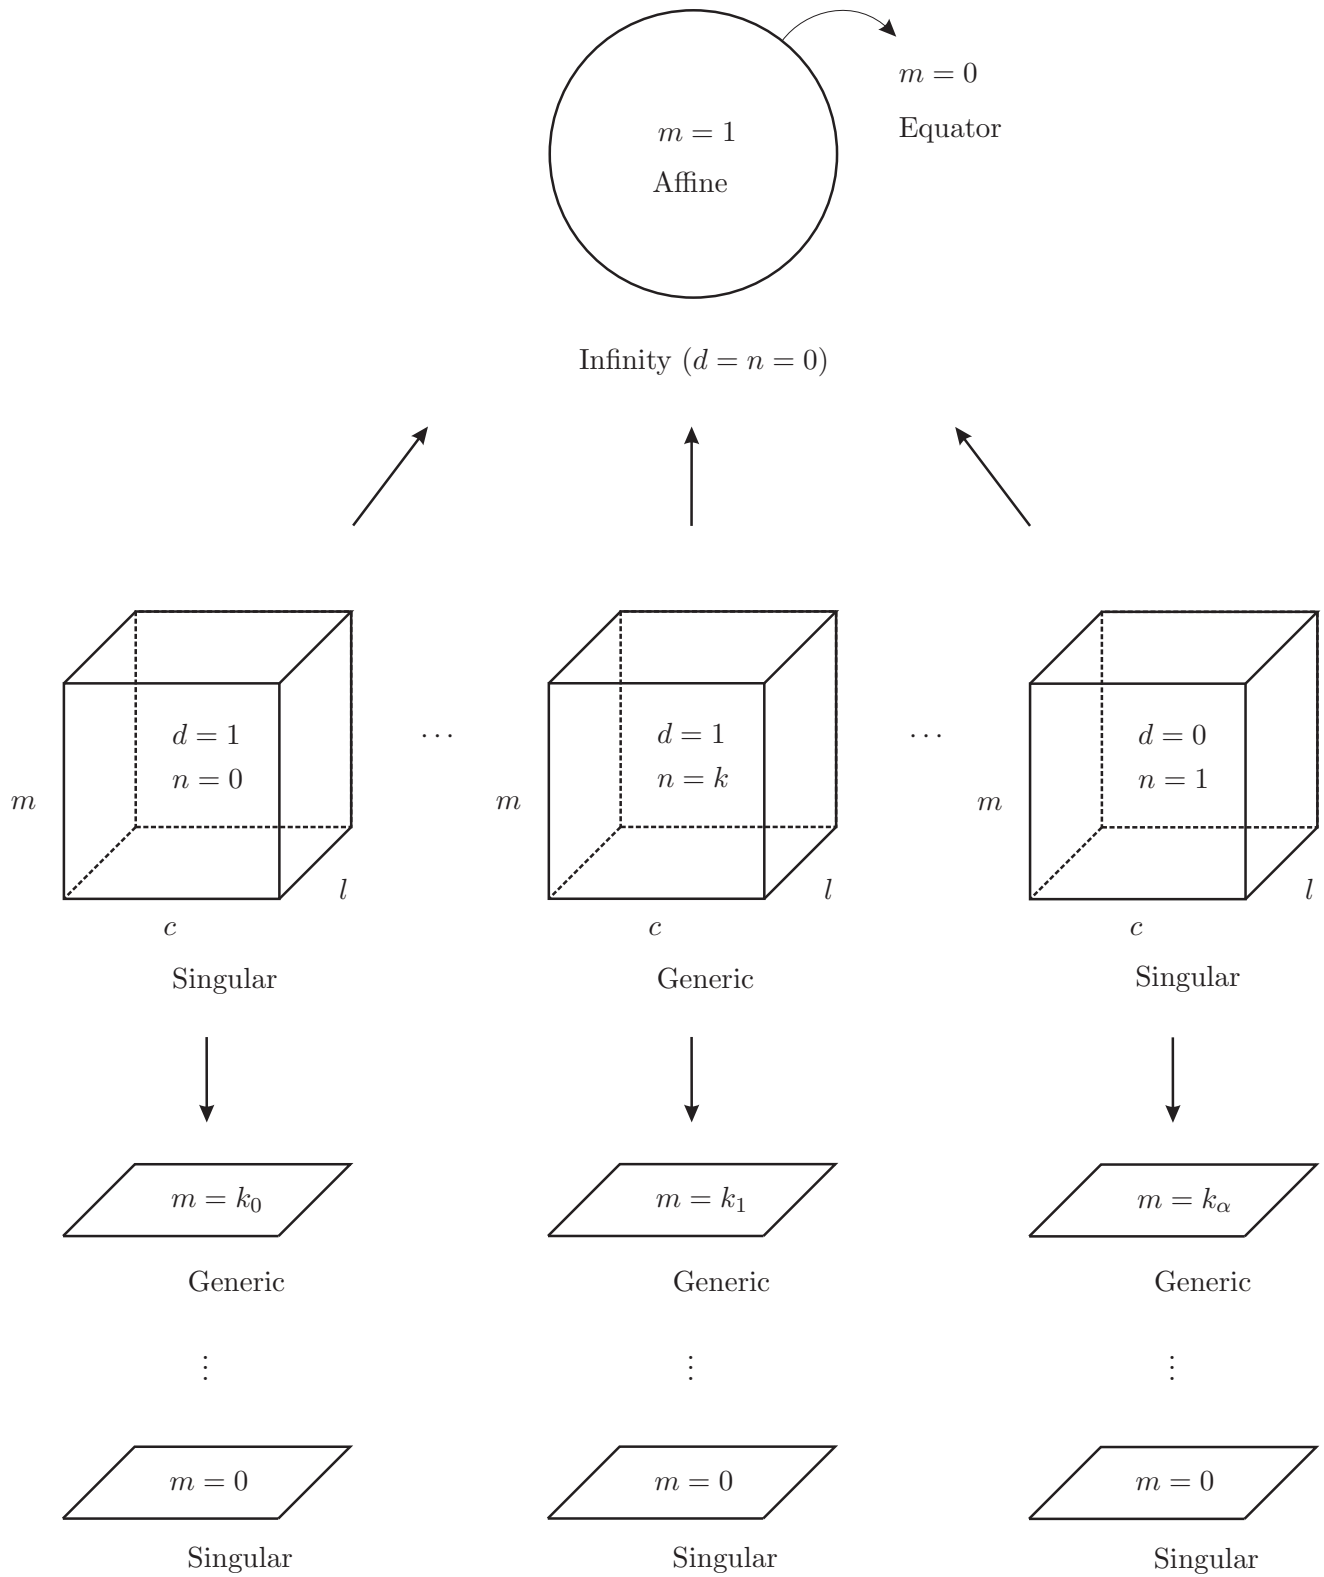 m = 0
Equator
m = 1
Affine
Infinity (d = n = 0)
d = 1
n = 0
m
l
c
Singular
· · ·
d = 1
n = k
m
l
c
Generic
· · ·
d = 0
n = 1
m
l
c
Singular
m = k₀
Generic
m = k₁
Generic
m = kα
Generic
⋮
⋮
⋮
m = 0
Singular
m = 0
Singular
m = 0
Singular